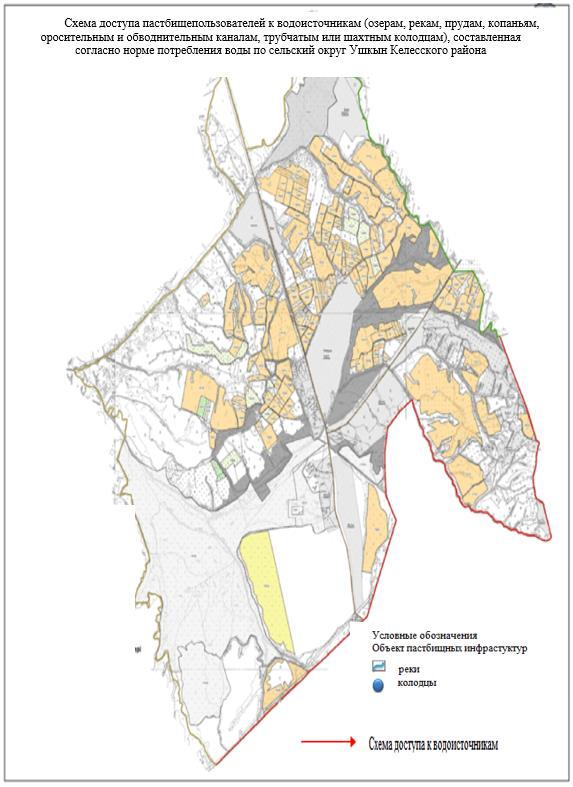 Схема доступа пастбищепользователей к водоисточникам (озерам, рекам, прудам, копаньям,
оросительным и обводнительным каналам, трубчатым или шахтным колодцам), составленная
согласно норме потребления воды по сельский округ Ушкын Келесского района
Условные обозначения
Объект пастбищных инфрастуктур
реки
колодцы
Схема доступа к водоисточникам